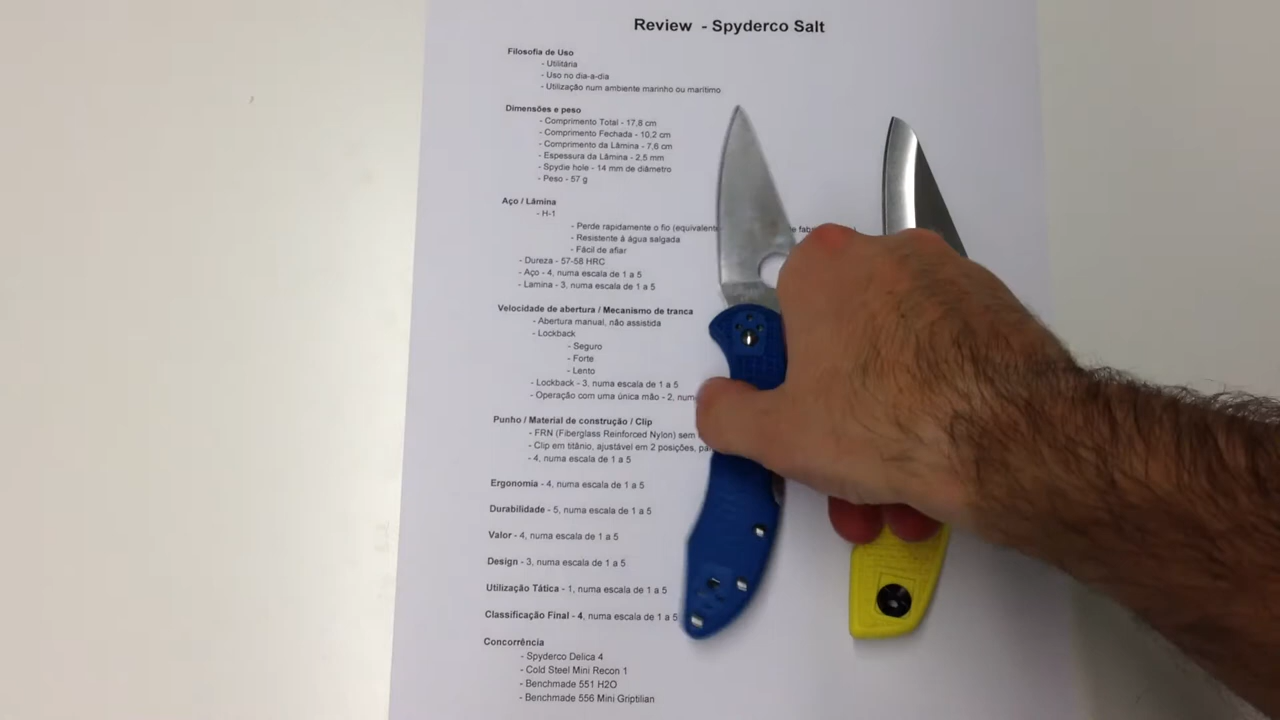 Review - Spyderco Salt
Filosofia de Uso
- Utilitária
- Uso no dia-a-dia
- Utilização num ambiente marinho ou marítimo
Dimensões e peso
- Comprimento Total - 17,8 cm
- Comprimento Fechada - 10,2 cm
- Comprimento da Lâmina - 7,6 cm
- Espessura da Lâmina - 2,5 mm
- Spydie hole - 14 mm de diâmetro
- Peso - 57 g
Aço / Lâmina
- H-1
- Perde rapidamente o fio (equivalente
- Resistente à água salgada
- Fácil de afiar
- Dureza - 57-58 HRC
- Aço - 4, numa escala de 1 a 5
- Lamina - 3, numa escala de 1 a 5
Velocidade de abertura / Mecanismo de tranca
- Abertura manual, não assistida
- Lockback
- Seguro
- Forte
- Lento
- Lockback - 3, numa escala de 1 a 5
- Operação com uma única mão - 2,
Punho / Material de construção / Clip
- FRN (Fiberglass Reinforced Nylon) sem
- Clip em titânio, ajustável em 2 posições,
- 4, numa escala de 1 a 5
Ergonomia - 4, numa escala de 1 a 5
Durabilidade - 5, numa escala de 1 a 5
Valor - 4, numa escala de 1 a 5
Design - 3, numa escala de 1 a 5
Utilização Tática - 1, numa escala de 1 a 5
Classificação Final - 4, numa escala de 1 a 5
Concorrência
- Spyderco Delica 4
- Cold Steel Mini Recon 1
- Benchmade 551 H2O
- Benchmade 556 Mini Griptilian